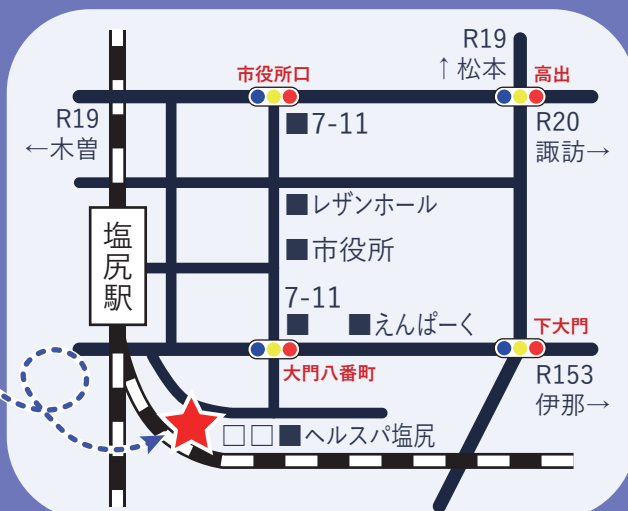 R19
↑松本
市役所口
高出
R19
←木曽
■7-11
R20
諏訪→
■レザンホール
塩尻駅
■市役所
7-11
■ ■えんぱーく
下大門
大門八番町
R153
伊那→
□□■ヘルスパ塩尻